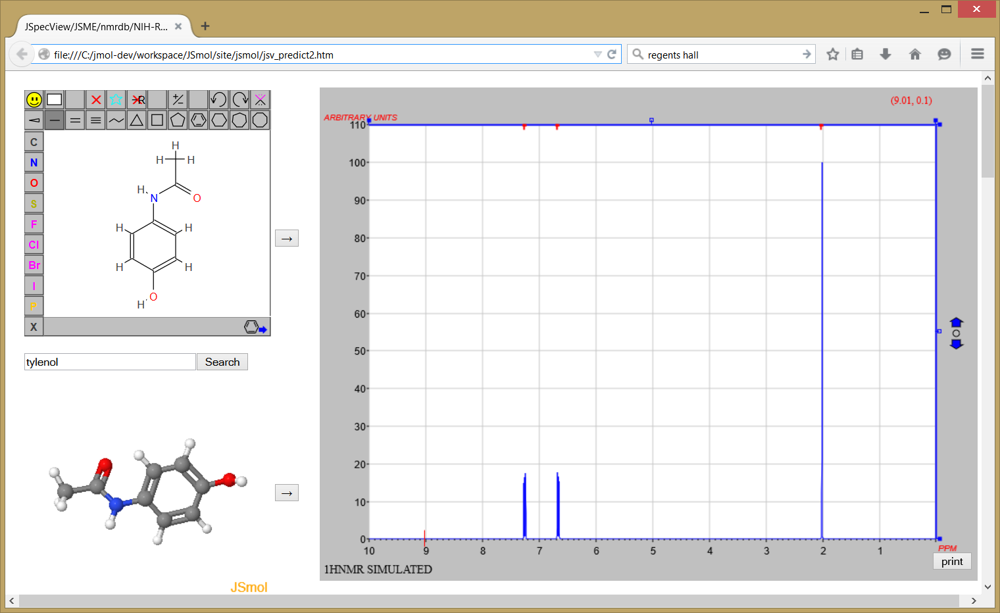 JSpecView/JSME/nmrdb/NIH-R...
file:///C:/jmol-dev/workspace/JSmol/site/jsmol/jsv_predict2.htm
regents hall
R
C
N
O
S
F
Cl
Br
I
P
X
H
H H
H
N O
H H
H H
O
H
→
tylenol
Search
→
JSmol
(9.01, 0.1)
ARBITRARY UNITS
110
100
90
80
70
60
50
40
30
20
10
0
10 9 8 7 6 5 4 3 2 1
PPM
1HNMR SIMULATED
print